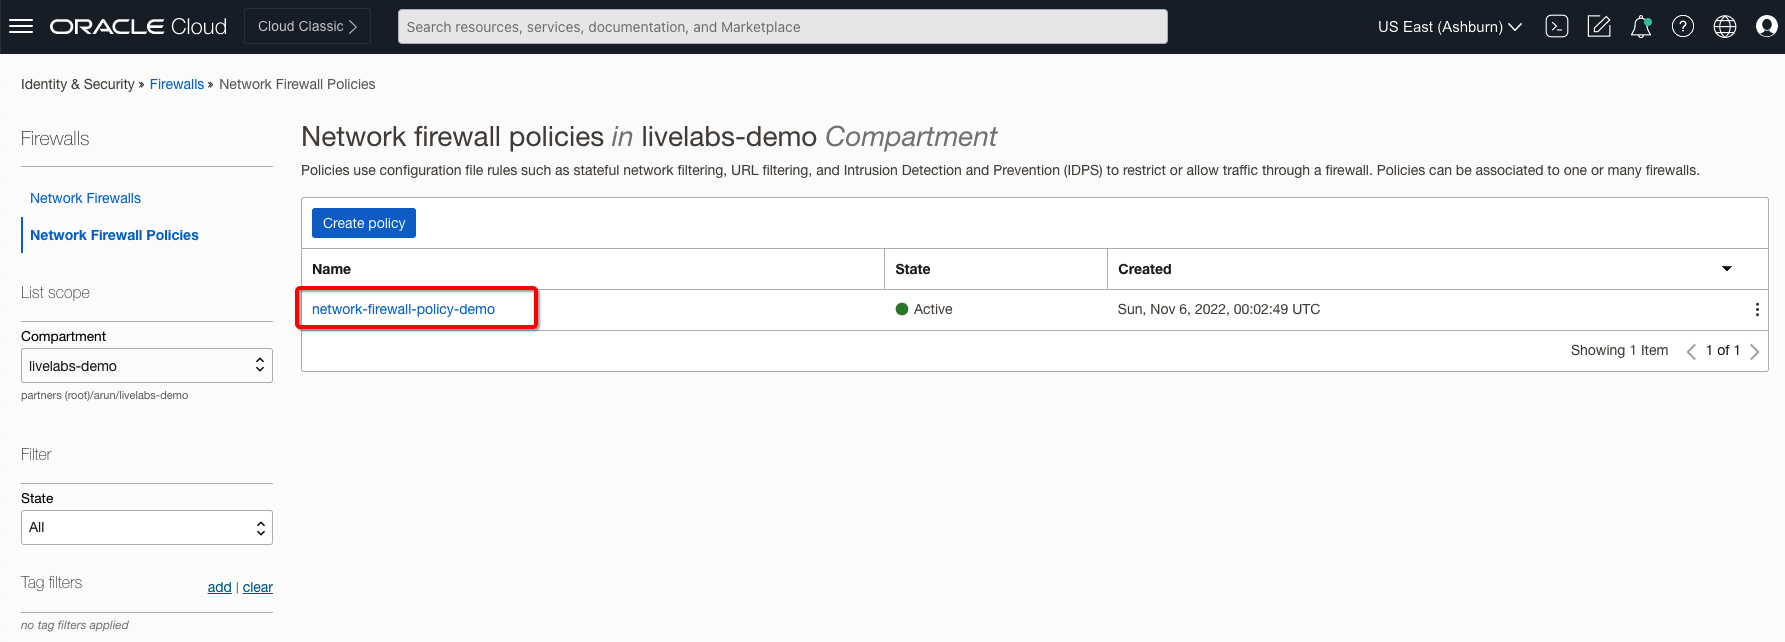 ORACLE Cloud
Cloud Classic
Search resources, services, documentation, and Marketplace
US East (Ashburn)
Identity & Security » Firewalls » Network Firewall Policies
Firewalls
Network Firewalls
Network Firewall Policies
List scope
Compartment
livelabs-demo
partners (root)/arun/livelabs-demo
Filter
State
All
Tag filters
add | clear
no tag filters applied
Network firewall policies in livelabs-demo Compartment
Policies use configuration file rules such as stateful network filtering, URL filtering, and Intrusion Detection and Prevention (IDPS) to restrict or allow traffic through a firewall. Policies can be associated to one or many firewalls.
Create policy
Name State Created
network-firewall-policy-demo Active Sun, Nov 6, 2022, 00:02:49 UTC
Showing 1 Item 1 of 1